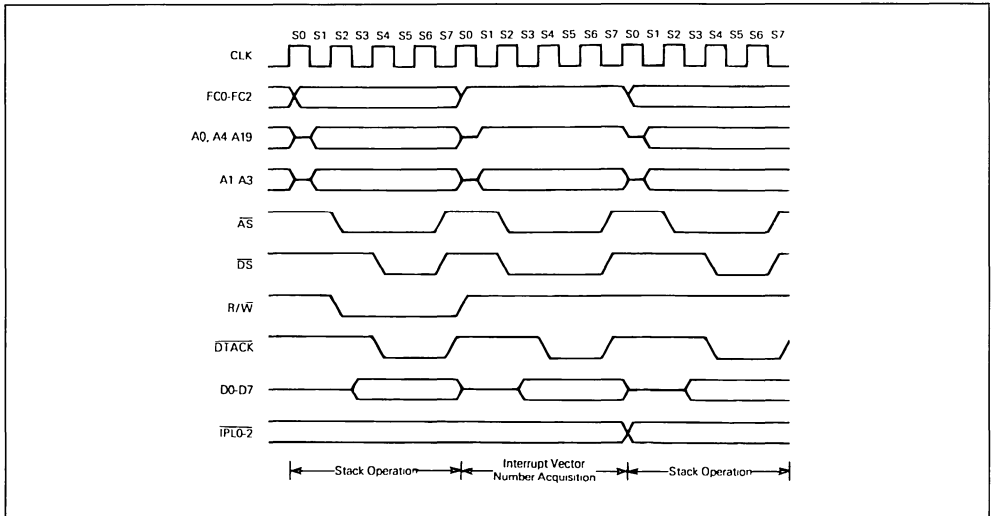 S0 S1 S2 S3 S4 S5 S6 S7 S0 S1 S2 S3 S4 S5 S6 S7 S0 S1 S2 S3 S4 S5 S6 S7
CLK
FC0-FC2
A0, A4 A19
A1 A3
AS
DS
R/W
DTACK
D0-D7
IPL0-2
Stack Operation
Interrupt Vector
Number Acquisition
Stack Operation